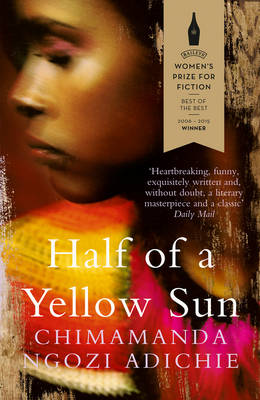 BAILEYS
WOMEN'S
PRIZE FOR
FICTION
BEST OF
THE BEST
2006 – 2015
WINNER
'Heartbreaking, funny,
exquisitely written and,
without doubt, a literary
masterpiece and a classic'
Daily Mail
Half of a
Yellow Sun
CHIMAMANDA
NGOZI ADICHIE